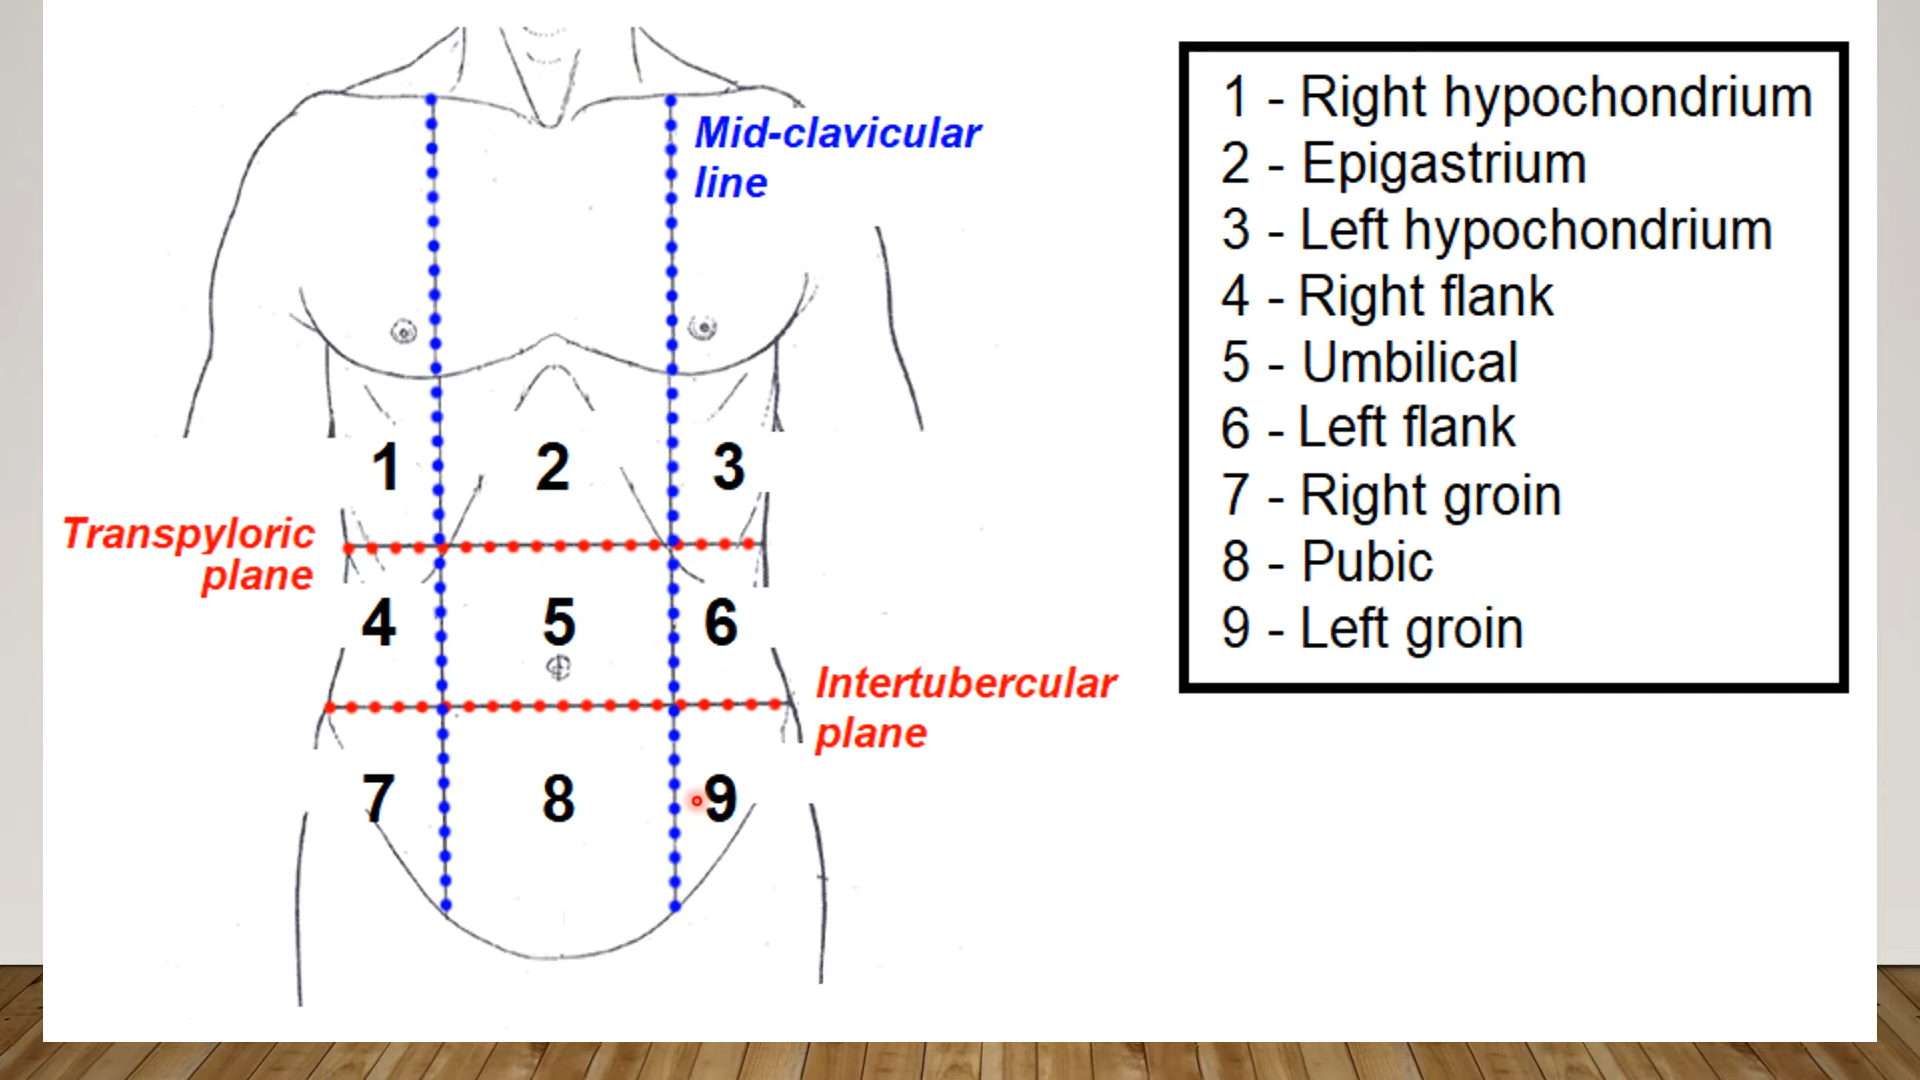 Mid-clavicular
line
1 2 3
Transpyloric
plane
4 5 6
Intertubercular
plane
7 8 9
1 - Right hypochondrium
2 - Epigastrium
3 - Left hypochondrium
4 - Right flank
5 - Umbilical
6 - Left flank
7 - Right groin
8 - Pubic
9 - Left groin